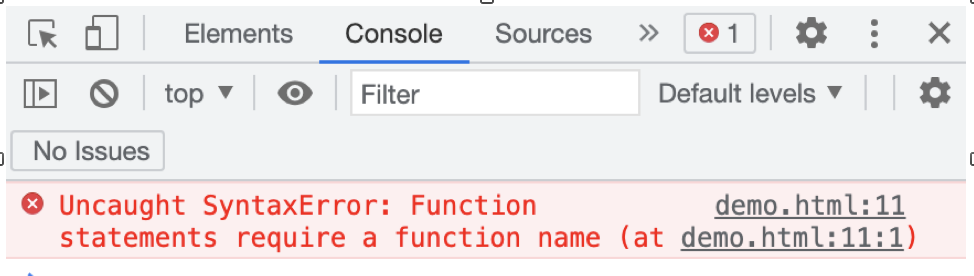 Elements Console Sources » 1
top ▼ Filter Default levels ▼
No Issues
Uncaught SyntaxError: Function demo.html:11
statements require a function name (at demo.html:11:1)